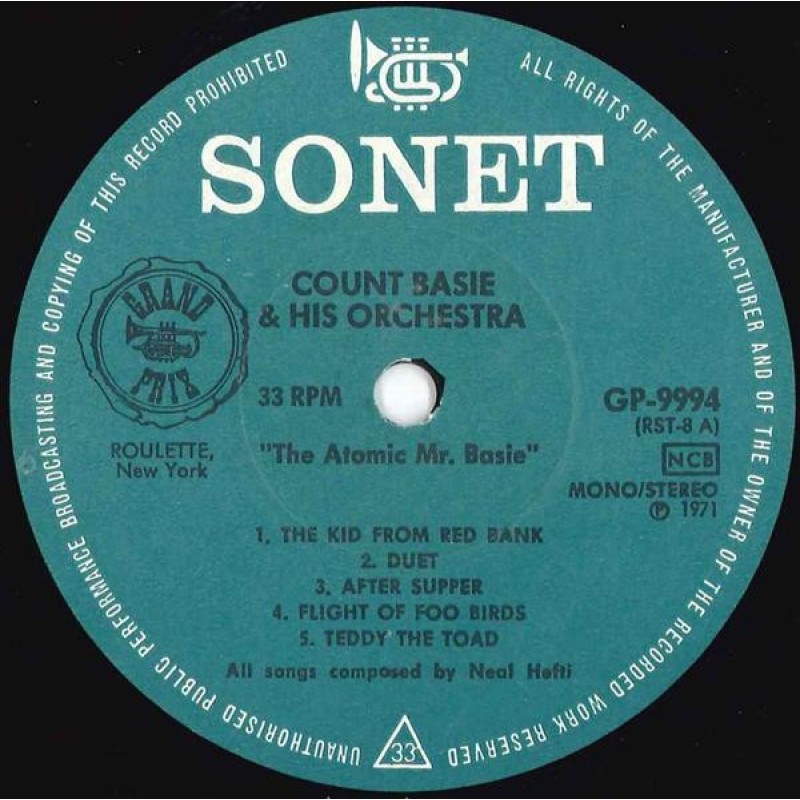 SONET
COUNT BASIE
& HIS ORCHESTRA
GRAND
PRIX
33 RPM
GP-9994
(RST-8 A)
ROULETTE,
New York
"The Atomic Mr. Basie"
NCB
MONO/STEREO
℗ 1971
1. THE KID FROM RED BANK
2. DUET
3. AFTER SUPPER
4. FLIGHT OF FOO BIRDS
5. TEDDY THE TOAD
All songs composed by Neal Hefti
ALL RIGHTS OF THE MANUFACTURER AND OF THE OWNER OF THE RECORDED WORK RESERVED
33
UNAUTHORISED PUBLIC PERFORMANCE BROADCASTING AND COPYING OF THIS RECORD PROHIBITED